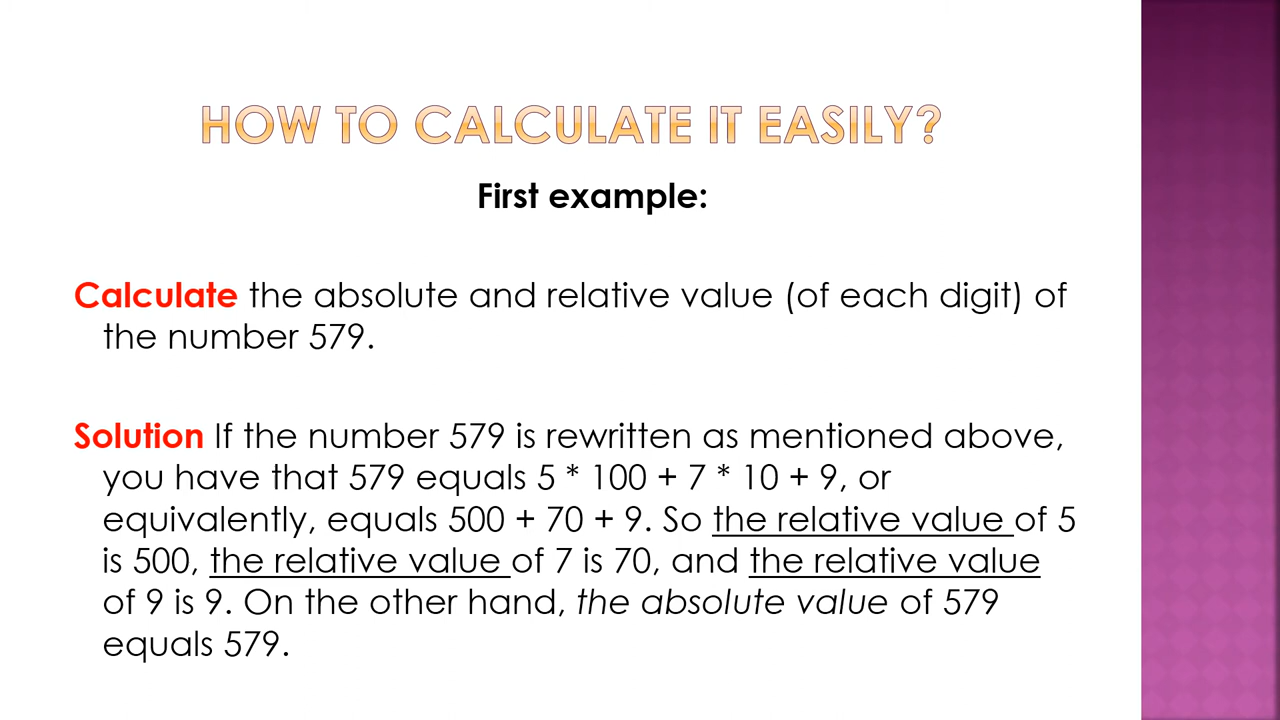 HOW TO CALCULATE IT EASILY?
First example:
Calculate the absolute and relative value (of each digit) of
the number 579.
Solution If the number 579 is rewritten as mentioned above,
you have that 579 equals 5 * 100 + 7 * 10 + 9, or
equivalently, equals 500 + 70 + 9. So the relative value of 5
is 500, the relative value of 7 is 70, and the relative value
of 9 is 9. On the other hand, the absolute value of 579
equals 579.